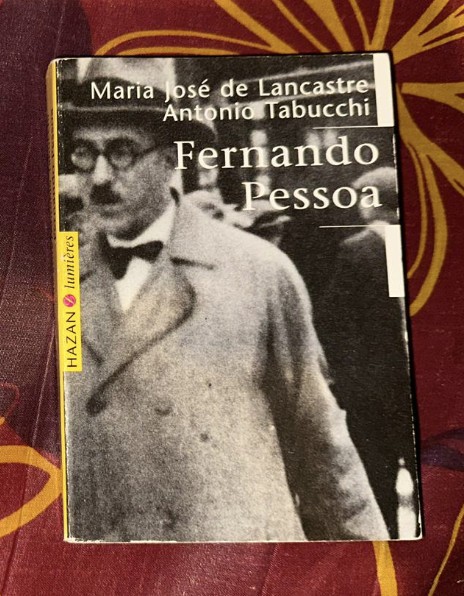 Maria José de Lancastre
Antonio Tabucchi
Fernando
Pessoa
HAZAN lumières